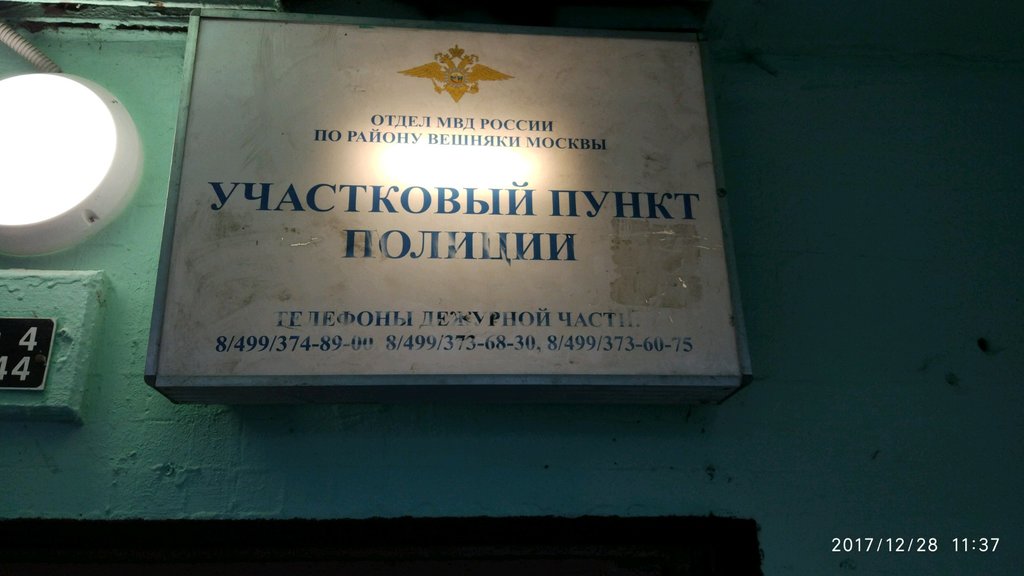 ОТДЕЛ МВД РОССИИ
ПО РАЙОНУ ВЕШНЯКИ МОСКВЫ
УЧАСТКОВЫЙ ПУНКТ
ПОЛИЦИИ
ТЕЛЕФОНЫ ДЕЖУРНОЙ ЧАСТИ:
8/499/374-89-00 8/499/373-68-30, 8/499/373-60-75
4
44
2017/12/28 11:37